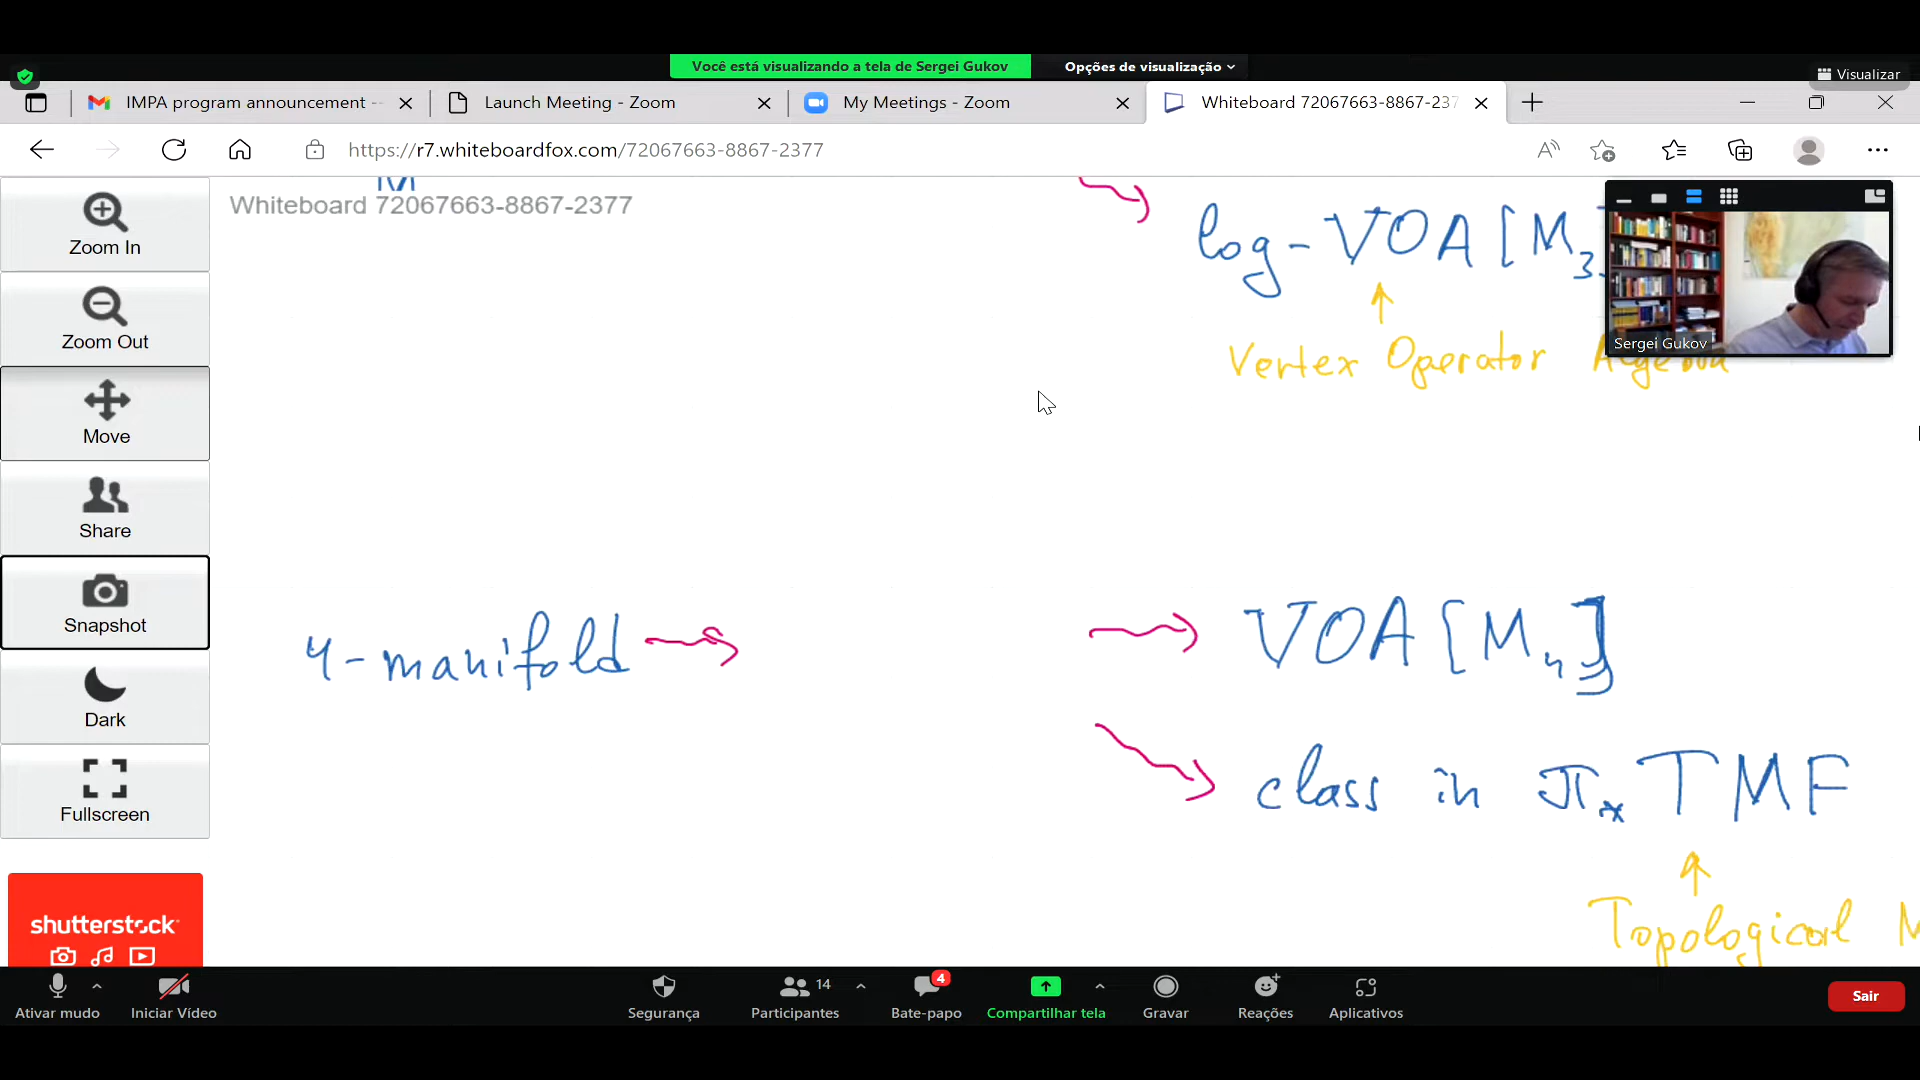 Você está visualizando a tela de Sergei Gukov
Opções de visualização
Visualizar
IMPA program announcement -
Launch Meeting - Zoom
My Meetings - Zoom
Whiteboard 72067663-8867-237
https://r7.whiteboardfox.com/72067663-8867-2377
Whiteboard 72067663-8867-2377
Zoom In
Zoom Out
Move
Share
Snapshot
Dark
Fullscreen
shutterstock
log-VOA[M3]
Vertex Operator Algebra
Sergei Gukov
4-manifold
VOA[M4]
class in π* TMF
Topological M
Ativar mudo
Iniciar Vídeo
Segurança
14
Participantes
4
Bate-papo
Compartilhar tela
Gravar
Reações
Aplicativos
Sair